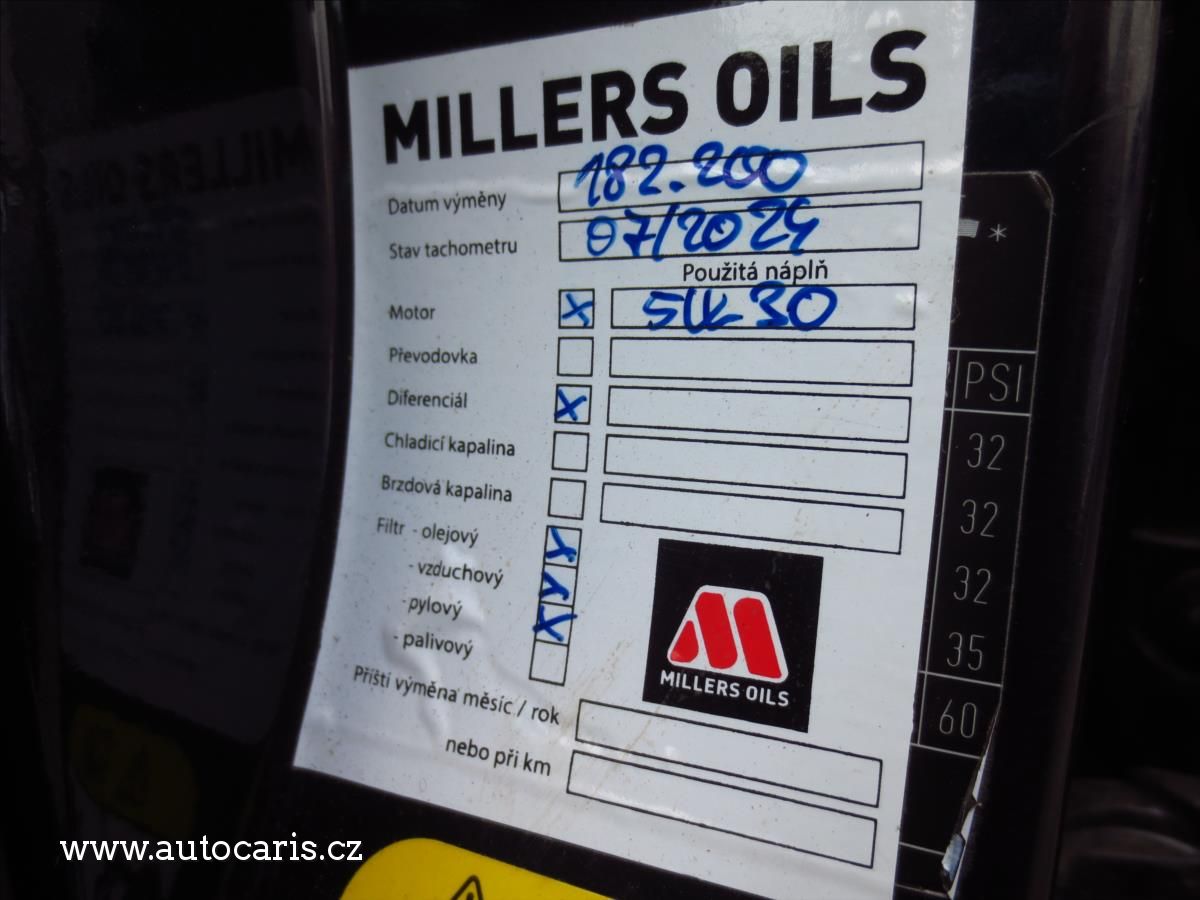 MILLERS OILS
Datum výměny 182.200
Stav tachometru 07/2024
Použitá náplň
Motor X 5W30
Převodovka
Diferenciál X
Chladicí kapalina
Brzdová kapalina
Filtr - olejový X
- vzduchový X
- pylový X
- palivový
MILLERS OILS
Příští výměna měsíc / rok
nebo při km
*
PSI
32
32
32
35
60
www.autocaris.cz